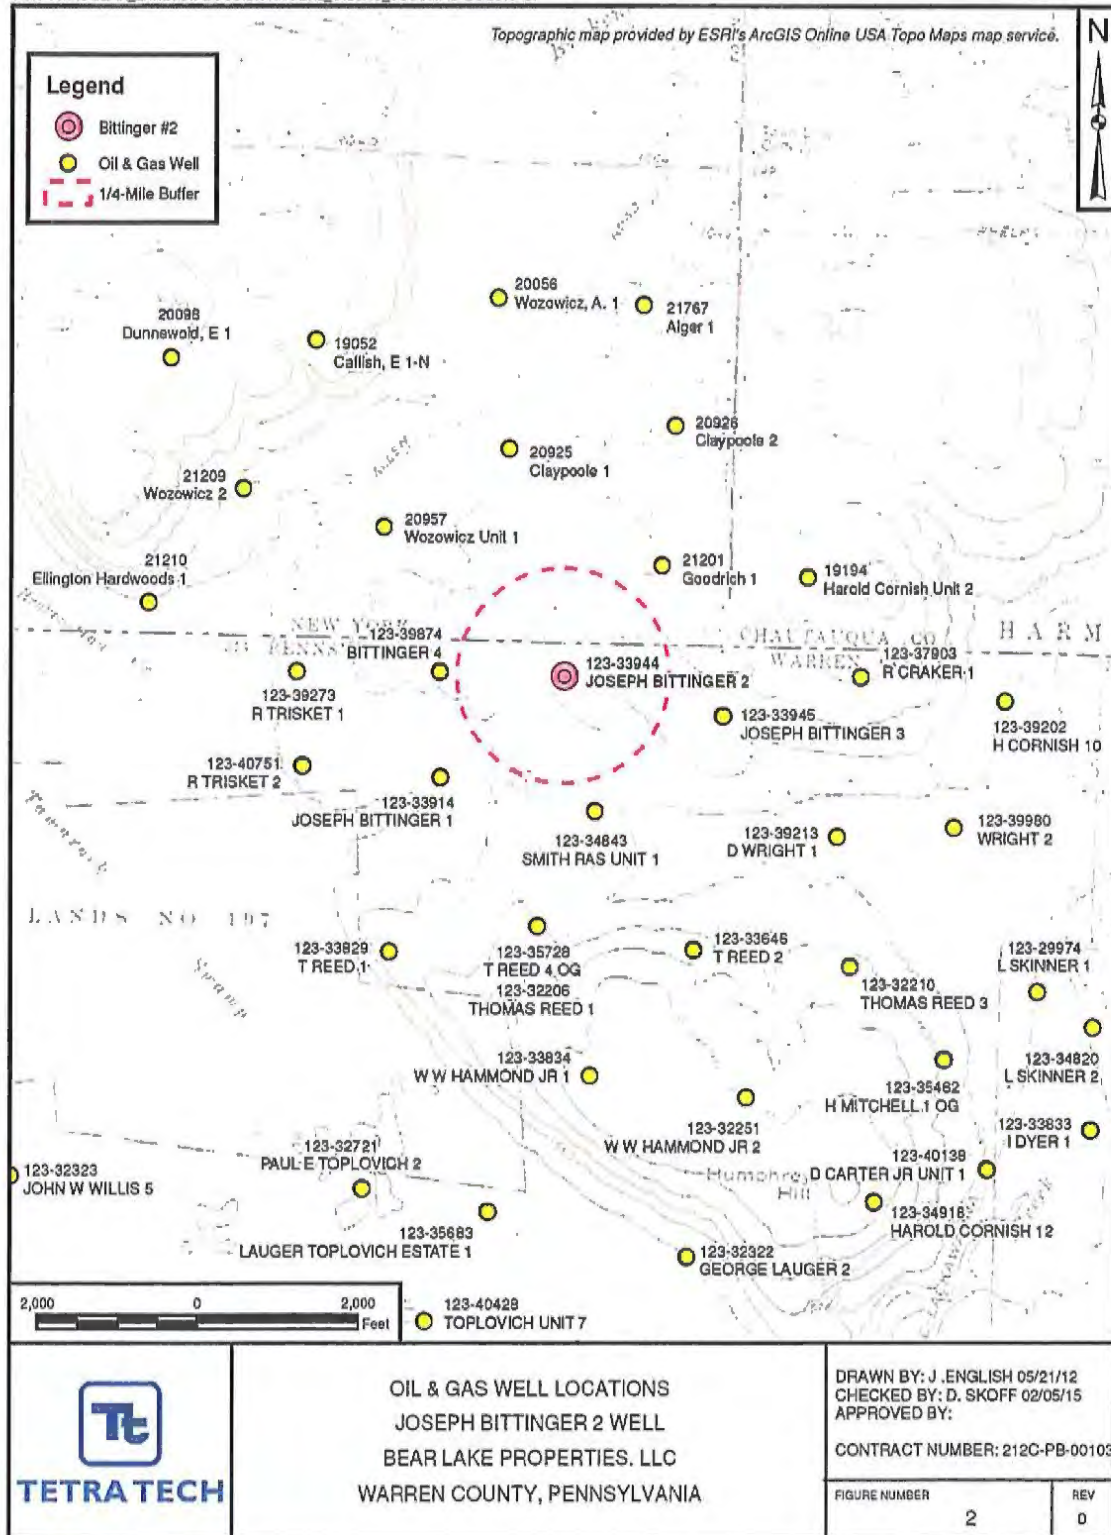 Topographic map provided by ESRI's ArcGIS Online USA Topo Maps map service.
N
Legend
Bittinger #2
Oil & Gas Well
1/4-Mile Buffer
20056
Wozowicz, A. 1
21767
Alger 1
20098
Dunnewold, E 1
19052
Callish, E 1-N
20926
Claypoole 2
20925
Claypoole 1
21209
Wozowicz 2
20957
Wozowicz Unit 1
21210
Ellington Hardwoods 1
21201
Goodrich 1
19194
Harold Cornish Unit 2
NEW YORK
CHAUTAUQUA CO
HARM
WARREN
123-39874
BITTINGER 4
123-33944
JOSEPH BITTINGER 2
123-37903
R CRAKER 1
123-39273
R TRISKET 1
123-33945
JOSEPH BITTINGER 3
123-39202
H CORNISH 10
123-40751
R TRISKET 2
123-33914
JOSEPH BITTINGER 1
123-34843
SMITH RAS UNIT 1
123-39213
D WRIGHT 1
123-39980
WRIGHT 2
Tamarack
LANDS NO 197
Swamp
123-33829
T REED 1
123-35728
T REED 4 OG
123-32206
THOMAS REED 1
123-33646
T REED 2
123-32210
THOMAS REED 3
123-29974
L SKINNER 1
123-33834
W W HAMMOND JR 1
123-34820
L SKINNER 2
123-35462
H MITCHELL 1 OG
123-32251
W W HAMMOND JR 2
123-33833
I DYER 1
123-32721
PAUL E TOPLOVICH 2
123-40138
D CARTER JR UNIT 1
Humphrey
Hill
123-32323
JOHN W WILLIS 5
123-34916
HAROLD CORNISH 12
123-35683
LAUGER TOPLOVICH ESTATE 1
123-32322
GEORGE LAUGER 2
2,000 0 2,000
Feet
123-40428
TOPLOVICH UNIT 7
Tt
TETRA TECH
OIL & GAS WELL LOCATIONS
JOSEPH BITTINGER 2 WELL
BEAR LAKE PROPERTIES, LLC
WARREN COUNTY, PENNSYLVANIA
DRAWN BY: J .ENGLISH 05/21/12
CHECKED BY: D. SKOFF 02/05/15
APPROVED BY:
CONTRACT NUMBER: 212C-PB-00103
FIGURE NUMBER
2
REV
0